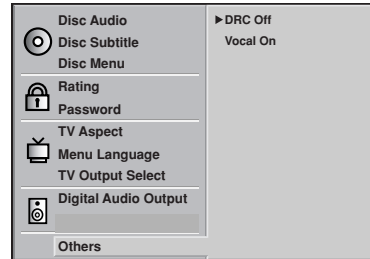 Disc Audio
Disc Subtitle
Disc Menu
Rating
Password
TV Aspect
Menu Language
TV Output Select
Digital Audio Output
Others
DRC Off
Vocal On